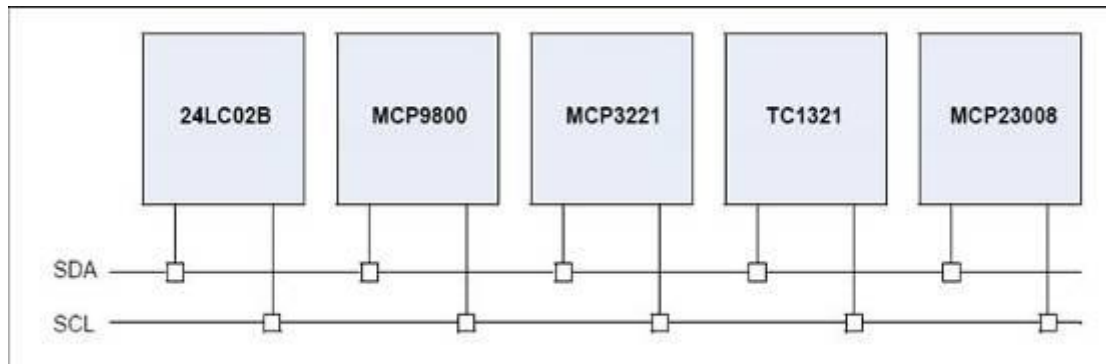 24LC02B
MCP9800
MCP3221
TC1321
MCP23008
SDA
SCL